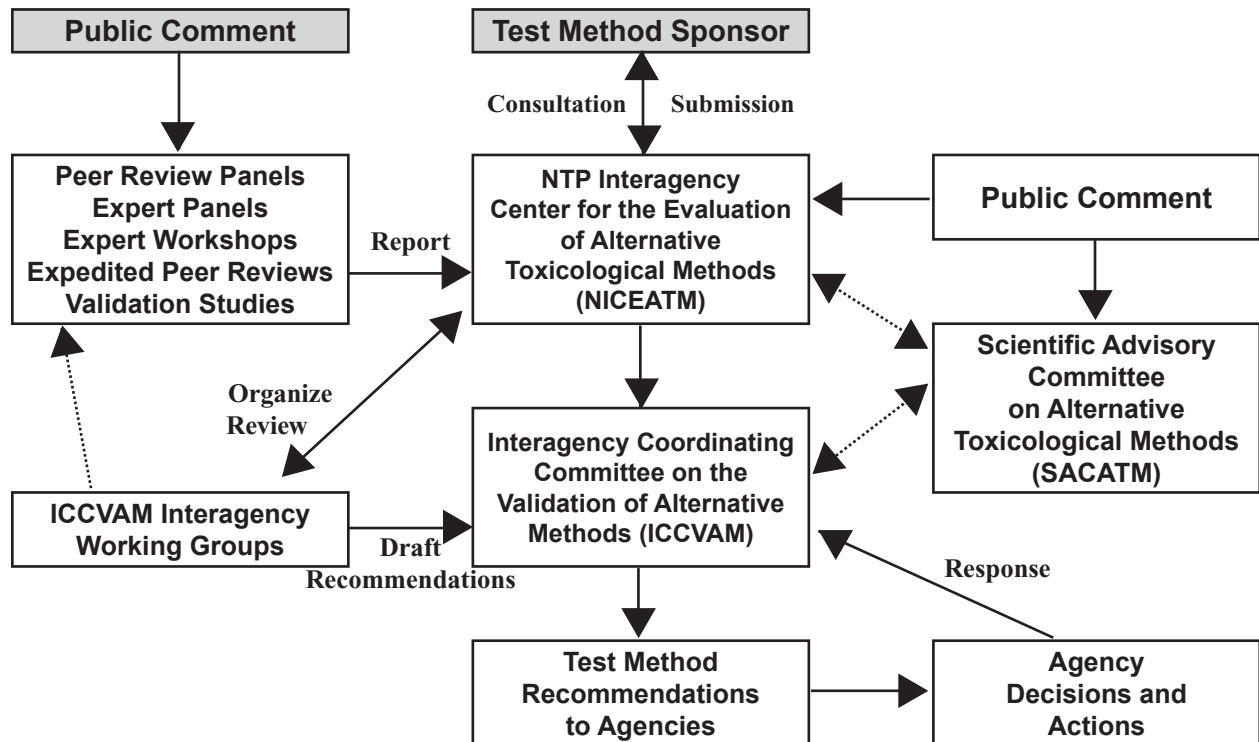 Public Comment
Test Method Sponsor
Consultation
Submission
Peer Review Panels
Expert Panels
Expert Workshops
Expedited Peer Reviews
Validation Studies
Report
NTP Interagency
Center for the Evaluation
of Alternative
Toxicological Methods
(NICEATM)
Public Comment
Organize
Review
Scientific Advisory
Committee
on Alternative
Toxicological Methods
(SACATM)
ICCVAM Interagency
Working Groups
Draft
Recommendations
Interagency Coordinating
Committee on the
Validation of Alternative
Methods (ICCVAM)
Response
Test Method
Recommendations
to Agencies
Agency
Decisions and
Actions